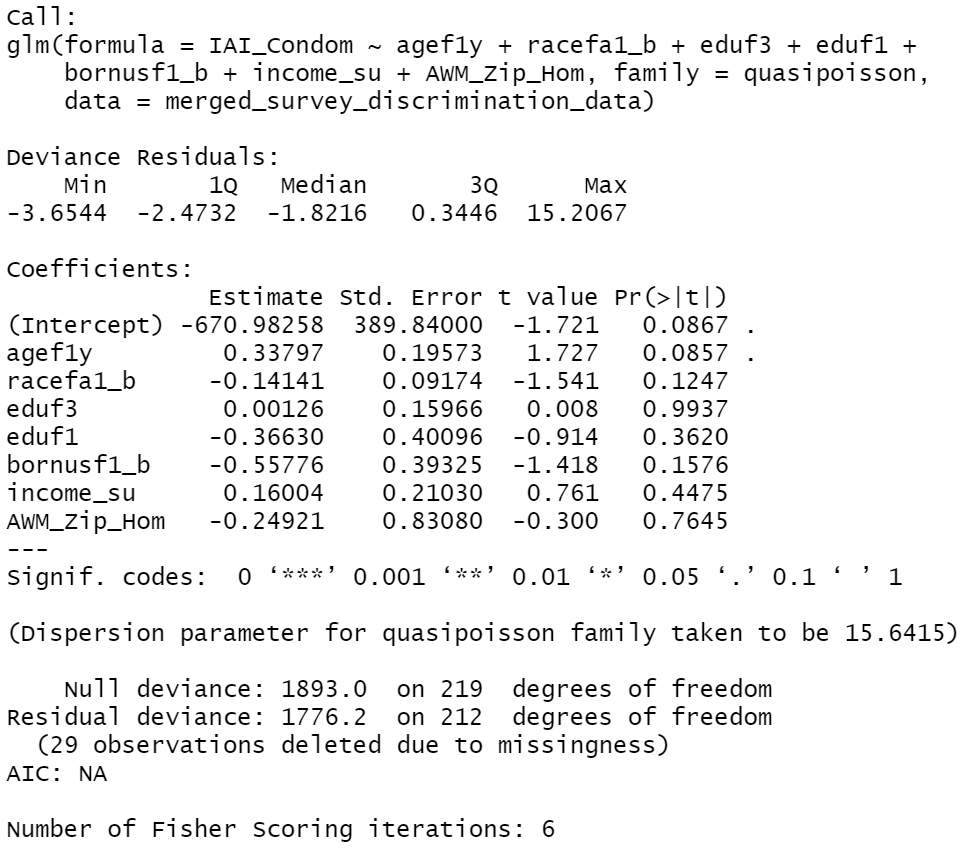 Call:
glm(formula = IAI_Condom ~ agef1y + racefa1_b + eduf3 + eduf1 +
    bornusf1_b + income_su + AWM_Zip_Hom, family = quasipoisson,
    data = merged_survey_discrimination_data)

Deviance Residuals:
    Min       1Q   Median       3Q      Max
-3.6544  -2.4732  -1.8216   0.3446  15.2067

Coefficients:
              Estimate Std. Error t value Pr(>|t|)
(Intercept) -670.98258  389.84000  -1.721   0.0867 .
agef1y         0.33797    0.19573   1.727   0.0857 .
racefa1_b     -0.14141    0.09174  -1.541   0.1247
eduf3          0.00126    0.15966   0.008   0.9937
eduf1         -0.36630    0.40096  -0.914   0.3620
bornusf1_b    -0.55776    0.39325  -1.418   0.1576
income_su      0.16004    0.21030   0.761   0.4475
AWM_Zip_Hom   -0.24921    0.83080  -0.300   0.7645
---
Signif. codes:  0 ‘***’ 0.001 ‘**’ 0.01 ‘*’ 0.05 ‘.’ 0.1 ‘ ’ 1

(Dispersion parameter for quasipoisson family taken to be 15.6415)

    Null deviance: 1893.0  on 219  degrees of freedom
Residual deviance: 1776.2  on 212  degrees of freedom
  (29 observations deleted due to missingness)
AIC: NA

Number of Fisher Scoring iterations: 6